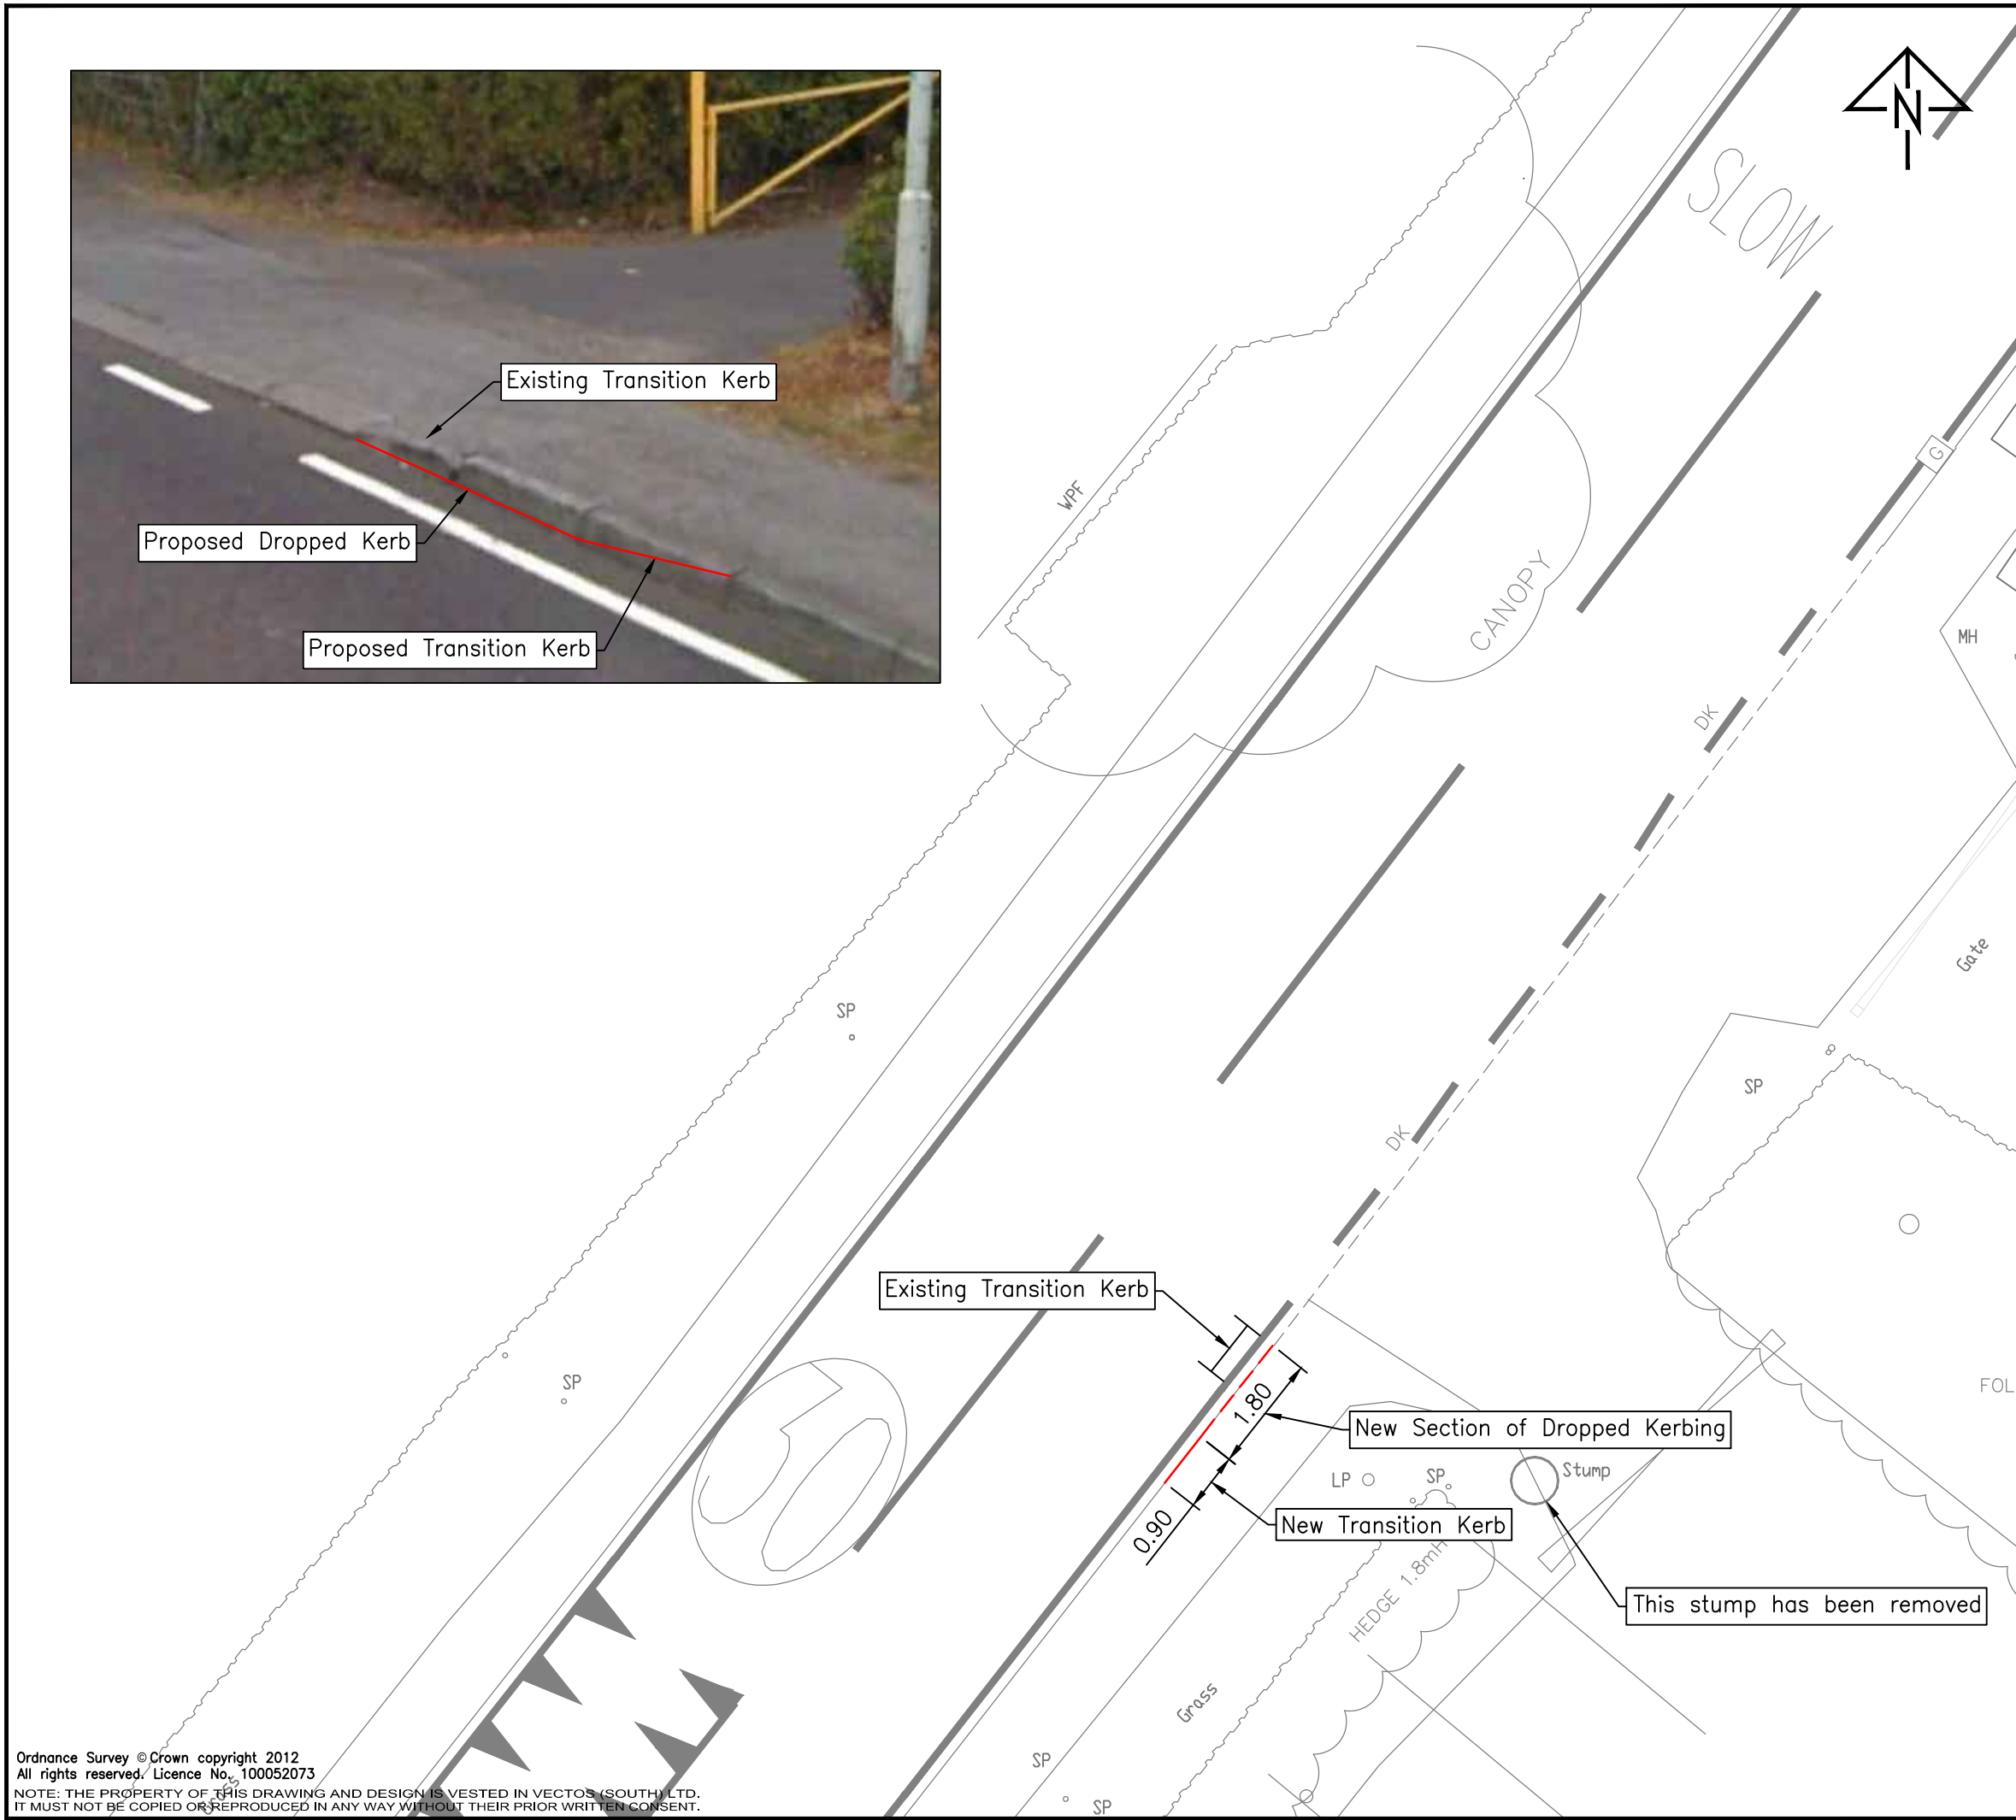 N
SLOW
Existing Transition Kerb
Proposed Dropped Kerb
Proposed Transition Kerb
WPF
G
CANOPY
MH
DK
Gate
SP
SP
DK
Existing Transition Kerb
SP
FOL
1.80
New Section of Dropped Kerbing
LP
SP
Stump
0.90
New Transition Kerb
HEDGE 1.8mH
This stump has been removed
Grass
SP
SP
Ordnance Survey © Crown copyright 2012
All rights reserved. Licence No. 100052073
Grass
NOTE: THE PROPERTY OF THIS DRAWING AND DESIGN IS VESTED IN VECTOS (SOUTH) LTD.
IT MUST NOT BE COPIED OR REPRODUCED IN ANY WAY WITHOUT THEIR PRIOR WRITTEN CONSENT.